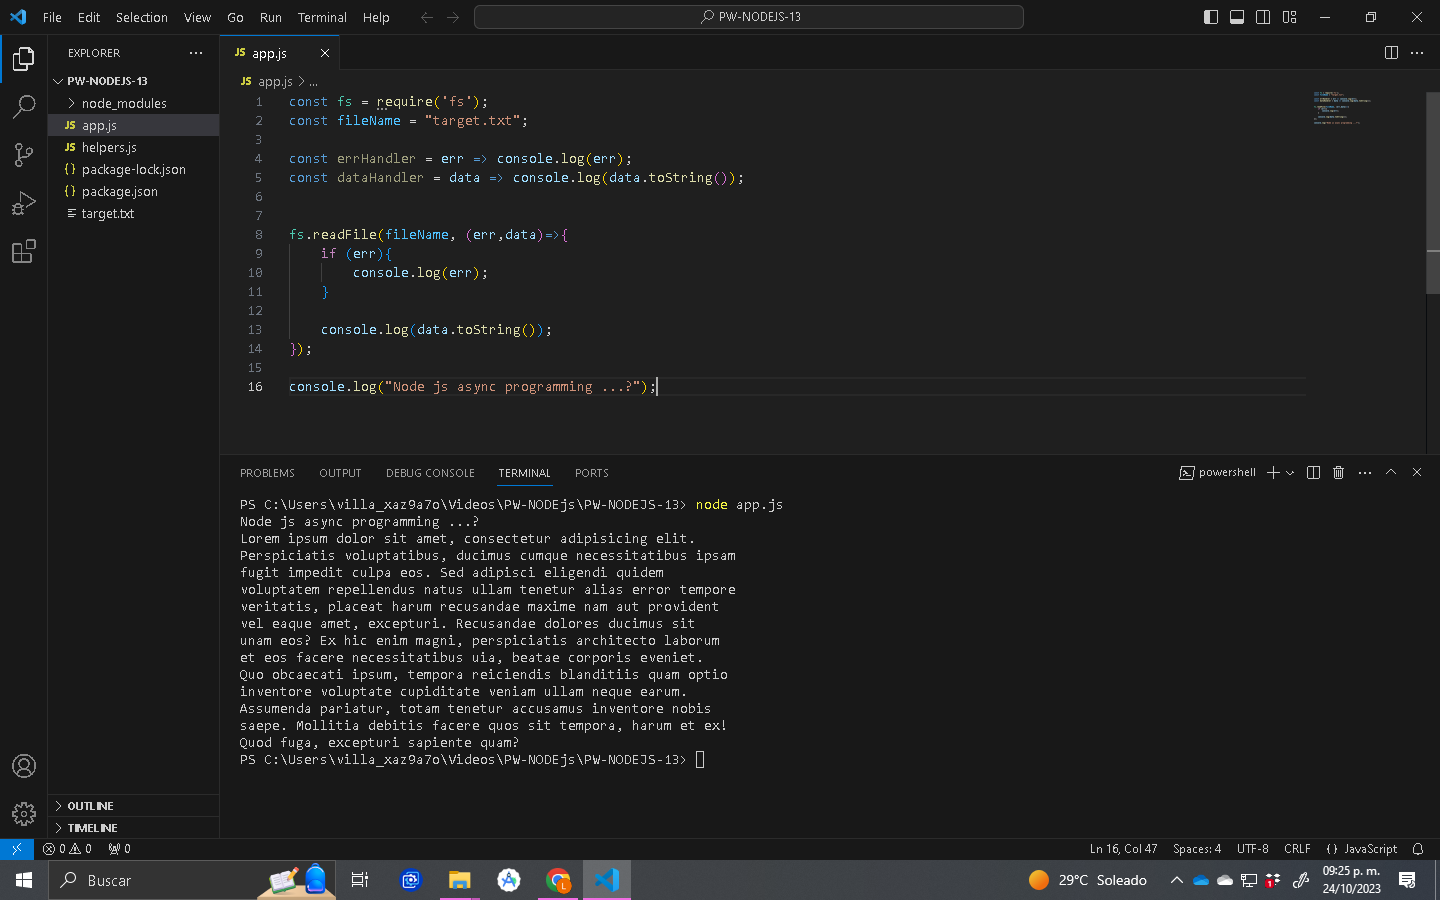 File Edit Selection View Go Run Terminal Help
PW-NODEJS-13
EXPLORER
PW-NODEJS-13
node_modules
JS app.js
JS helpers.js
{} package-lock.json
{} package.json
target.txt
OUTLINE
TIMELINE
JS app.js
JS app.js > ...
1 const fs = require('fs');
2 const fileName = "target.txt";
3
4 const errHandler = err => console.log(err);
5 const dataHandler = data => console.log(data.toString());
6
7
8 fs.readFile(fileName, (err,data)=>{
9 if (err){
10 console.log(err);
11 }
12
13 console.log(data.toString());
14 });
15
16 console.log("Node js async programming ...?");
PROBLEMS OUTPUT DEBUG CONSOLE TERMINAL PORTS
powershell
PS C:\Users\villa_xaz9a7o\Videos\PW-NODEjs\PW-NODEJS-13> node app.js
Node js async programming ...?
Lorem ipsum dolor sit amet, consectetur adipisicing elit.
Perspiciatis voluptatibus, ducimus cumque necessitatibus ipsam
fugit impedit culpa eos. Sed adipisci eligendi quidem
voluptatem repellendus natus ullam tenetur alias error tempore
veritatis, placeat harum recusandae maxime nam aut provident
vel eaque amet, excepturi. Recusandae dolores ducimus sit
unam eos? Ex hic enim magni, perspiciatis architecto laborum
et eos facere necessitatibus uia, beatae corporis eveniet.
Quo obcaecati ipsum, tempora reiciendis blanditiis quam optio
inventore voluptate cupiditate veniam ullam neque earum.
Assumenda pariatur, totam tenetur accusamus inventore nobis
saepe. Mollitia debitis facere quos sit tempora, harum et ex!
Quod fuga, excepturi sapiente quam?
PS C:\Users\villa_xaz9a7o\Videos\PW-NODEjs\PW-NODEJS-13>
0 0 0
Ln 16, Col 47 Spaces: 4 UTF-8 CRLF {} JavaScript
Buscar
29°C Soleado
09:25 p. m.
24/10/2023